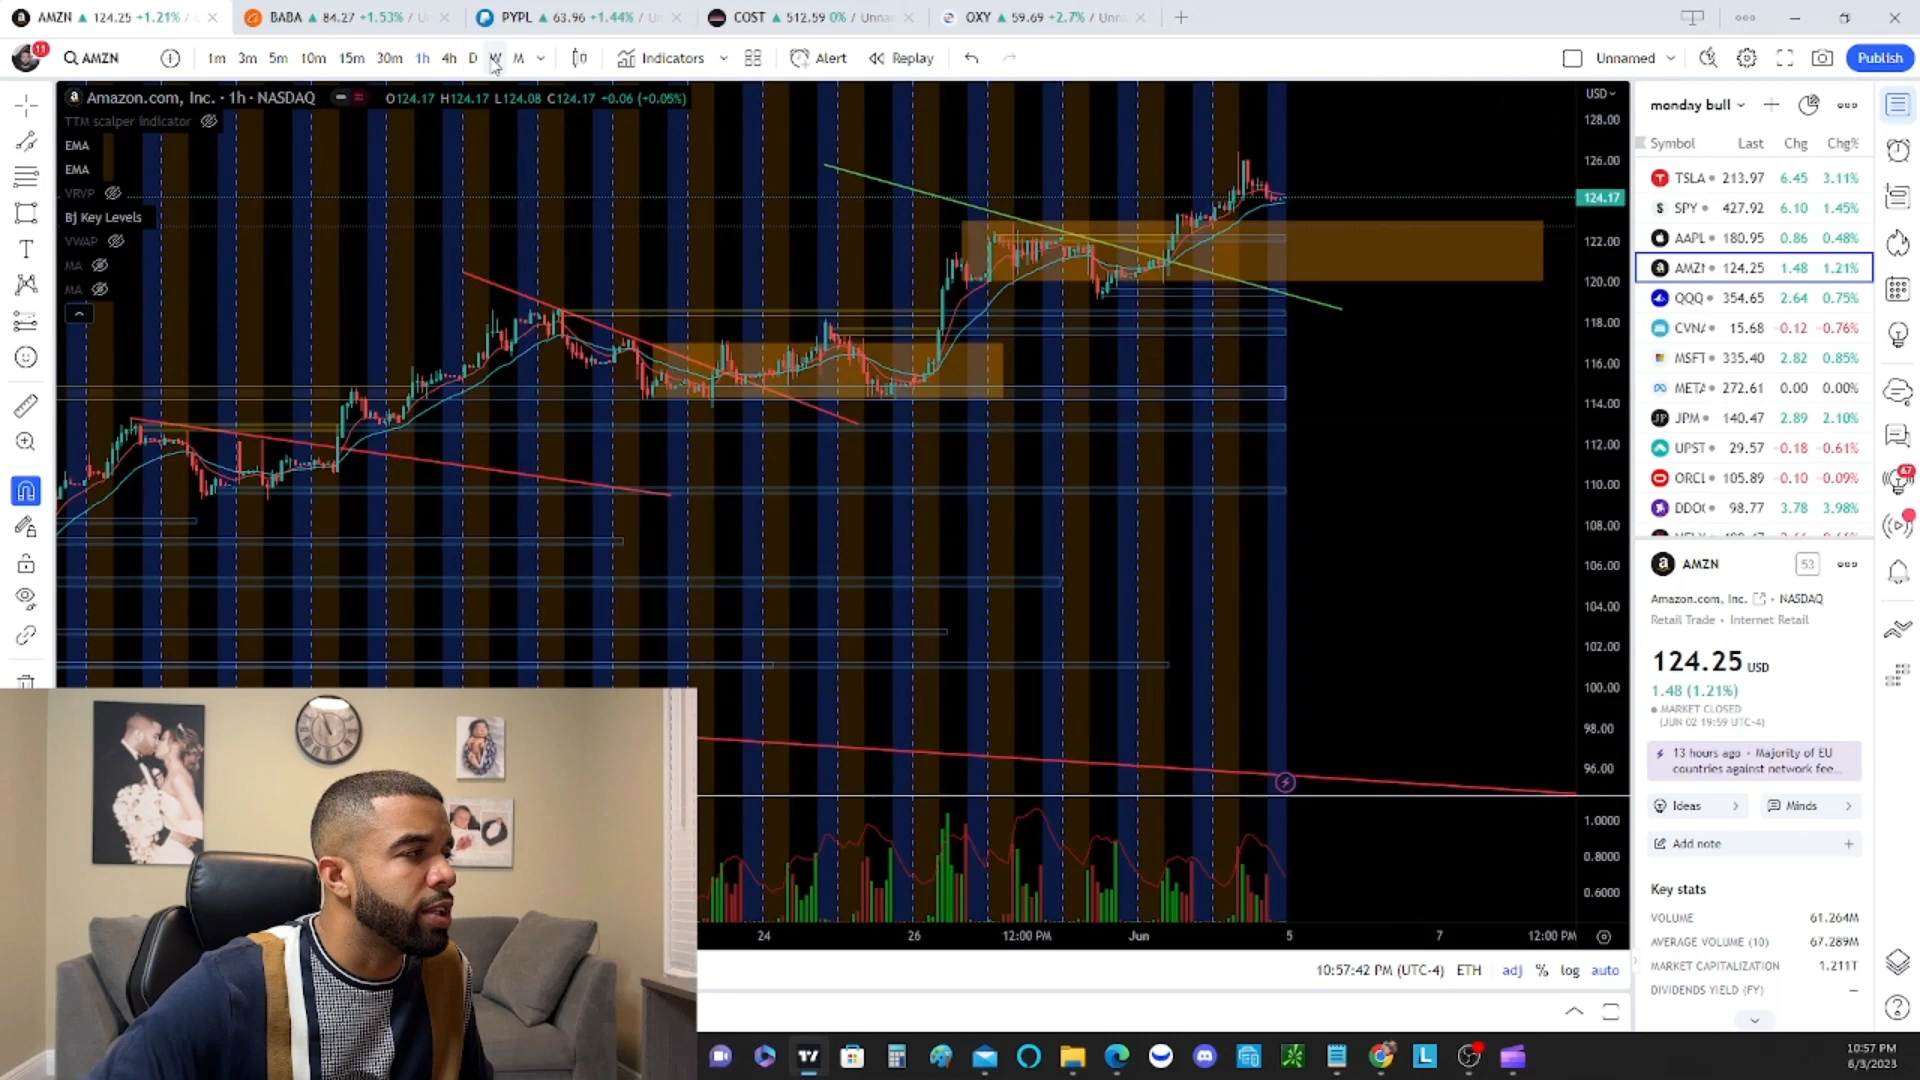 AMZN ▲ 124.25 +1.21% /
BABA ▲ 84.27 +1.53% /
PYPL ▲ 63.96 +1.44% / Un
COST ▲ 512.59 0% / Unna
OXY ▲ 59.69 +2.7% / Unn
11
AMZN
1m 3m 5m 10m 15m 30m 1h 4h D W M
Indicators
Alert
Replay
Unnamed
Publish
Amazon.com, Inc. · 1h · NASDAQ
O124.17 H124.17 L124.08 C124.17 +0.06 (+0.05%)
TTM scalper Indicator
EMA
EMA
VRVP
Bj Key Levels
VWAP
MA
MA
USD
128.00
126.00
124.17
122.00
120.00
118.00
116.00
114.00
112.00
110.00
108.00
106.00
104.00
102.00
100.00
98.00
96.00
1.0000
0.8000
0.6000
24 26 12:00 PM Jun 5 7 12:00 PM
10:57:42 PM (UTC-4) ETH adj % log auto
monday bull
Symbol Last Chg Chg%
TSLA 213.97 6.45 3.11%
SPY 427.92 6.10 1.45%
AAPL 180.95 0.86 0.48%
AMZN 124.25 1.48 1.21%
QQQ 354.65 2.64 0.75%
CVNA 15.68 -0.12 -0.76%
MSFT 335.40 2.82 0.85%
META 272.61 0.00 0.00%
JPM 140.47 2.89 2.10%
UPST 29.57 -0.18 -0.61%
ORCL 105.89 -0.10 -0.09%
DDOG 98.77 3.78 3.98%
67
AMZN
53
Amazon.com, Inc. • NASDAQ
Retail Trade • Internet Retail
124.25 USD
1.48 (1.21%)
MARKET CLOSED
(JUN 02 19:59 UTC-4)
13 hours ago • Majority of EU
countries against network fee...
Ideas
Minds
Add note
Key stats
VOLUME 61.264M
AVERAGE VOLUME (10) 67.289M
MARKET CAPITALIZATION 1.211T
DIVIDENDS YIELD (FY) —
10:57 PM
6/3/2023